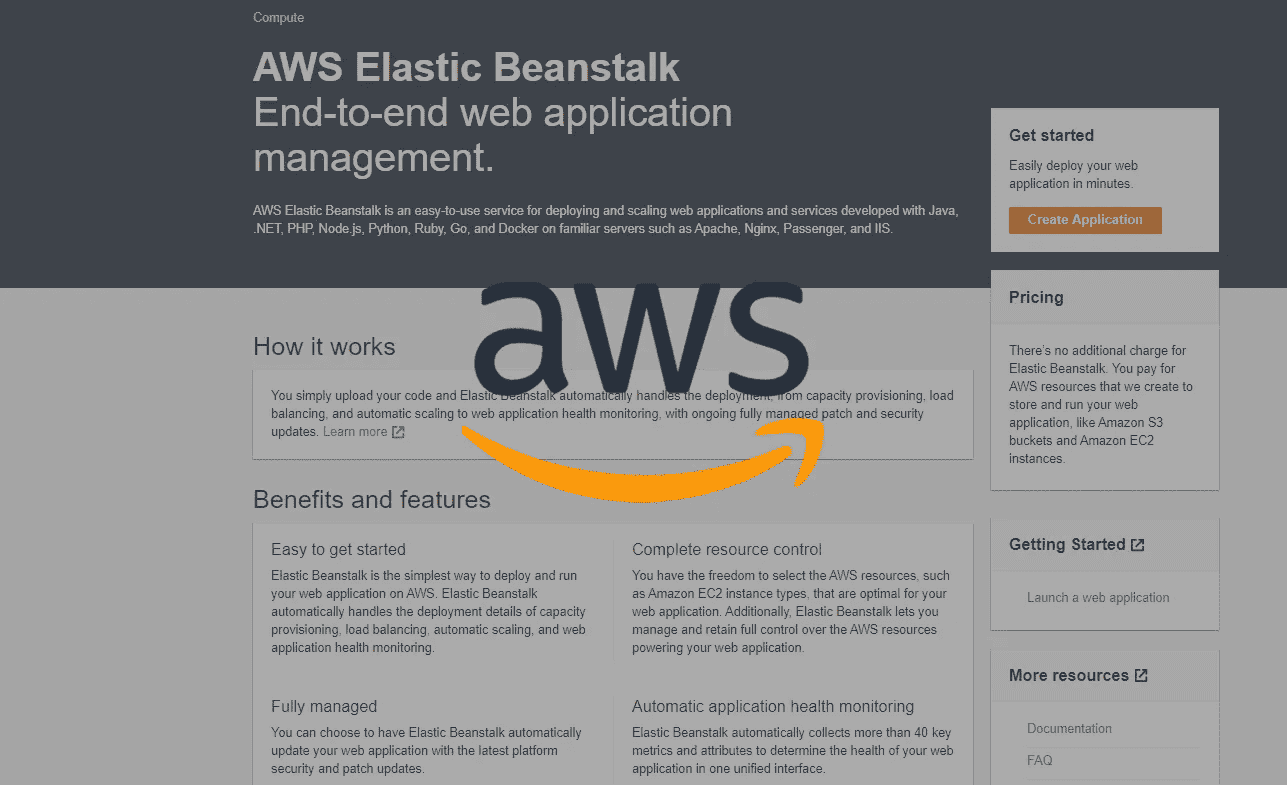 Compute
AWS Elastic Beanstalk
End-to-end web application
management.
AWS Elastic Beanstalk is an easy-to-use service for deploying and scaling web applications and services developed with Java,
.NET, PHP, Node.js, Python, Ruby, Go, and Docker on familiar servers such as Apache, Nginx, Passenger, and IIS.
Get started
Easily deploy your web
application in minutes.
Create Application
Pricing
There's no additional charge for
Elastic Beanstalk. You pay for
AWS resources that we create to
store and run your web
application, like Amazon S3
buckets and Amazon EC2
instances.
aws
How it works
You simply upload your code and Elastic Beanstalk automatically handles the deployment, from capacity provisioning, load
balancing, and automatic scaling to web application health monitoring, with ongoing fully managed patch and security
updates. Learn more
Benefits and features
Easy to get started
Elastic Beanstalk is the simplest way to deploy and run
your web application on AWS. Elastic Beanstalk
automatically handles the deployment details of capacity
provisioning, load balancing, automatic scaling, and web
application health monitoring.
Complete resource control
You have the freedom to select the AWS resources, such
as Amazon EC2 instance types, that are optimal for your
web application. Additionally, Elastic Beanstalk lets you
manage and retain full control over the AWS resources
powering your web application.
Fully managed
You can choose to have Elastic Beanstalk automatically
update your web application with the latest platform
security and patch updates.
Automatic application health monitoring
Elastic Beanstalk automatically collects more than 40 key
metrics and attributes to determine the health of your web
application in one unified interface.
Getting Started
Launch a web application
More resources
Documentation
FAQ